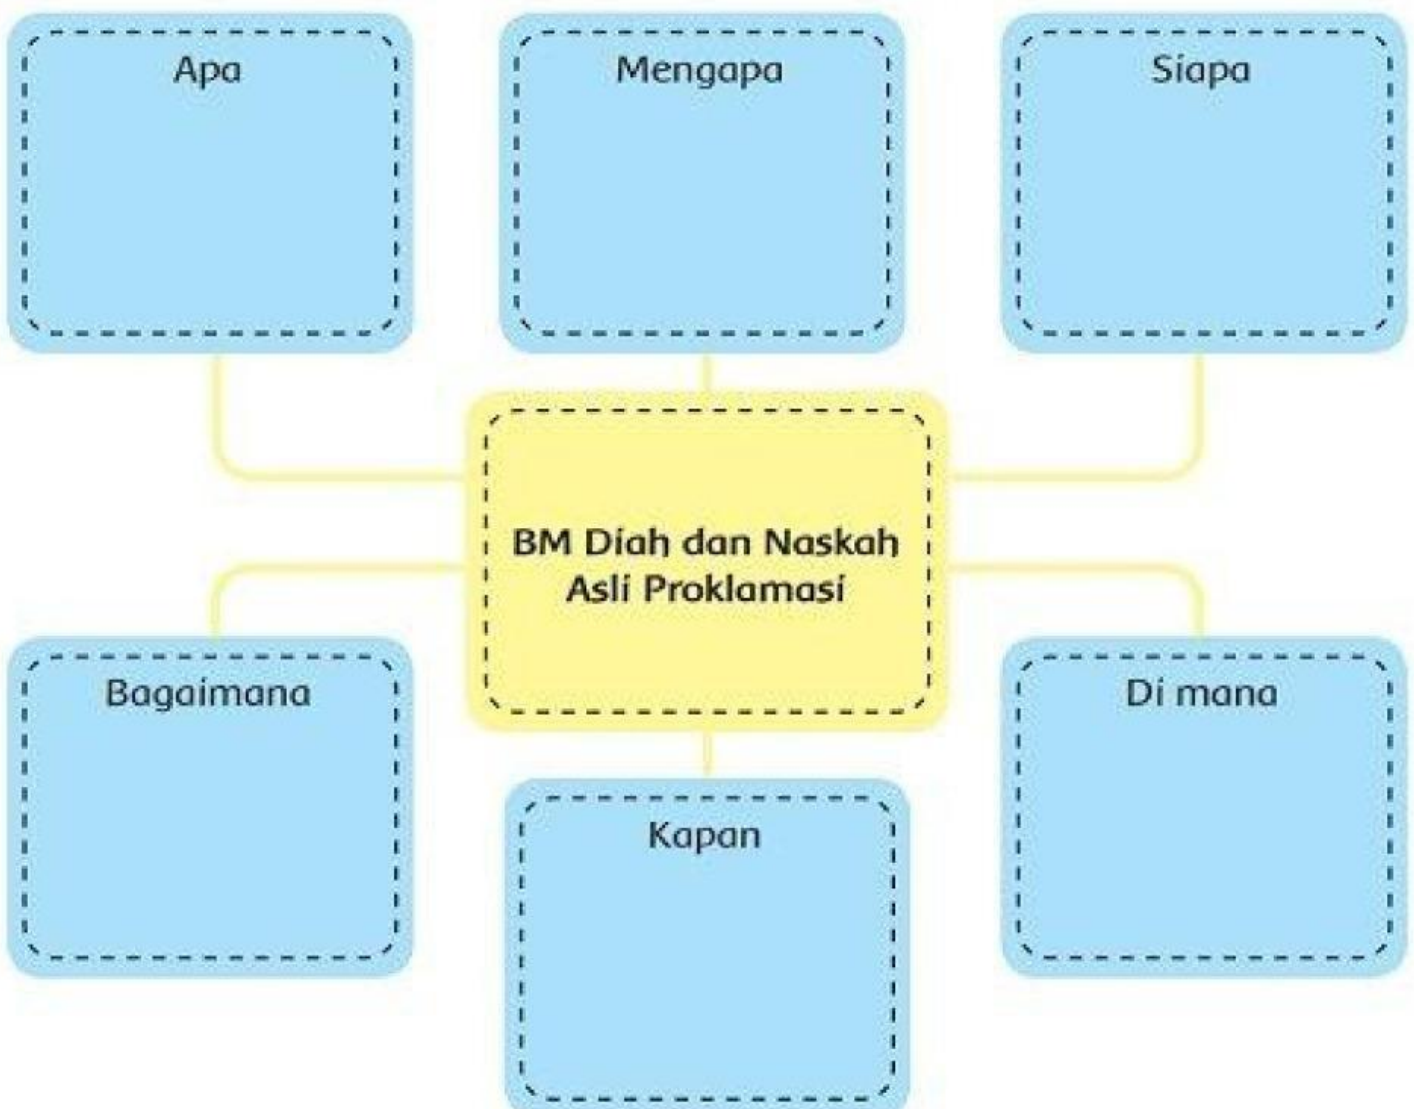 Apa
Mengapa
Siapa
BM Diah dan Naskah
Asli Proklamasi
Bagaimana
Di mana
Kapan